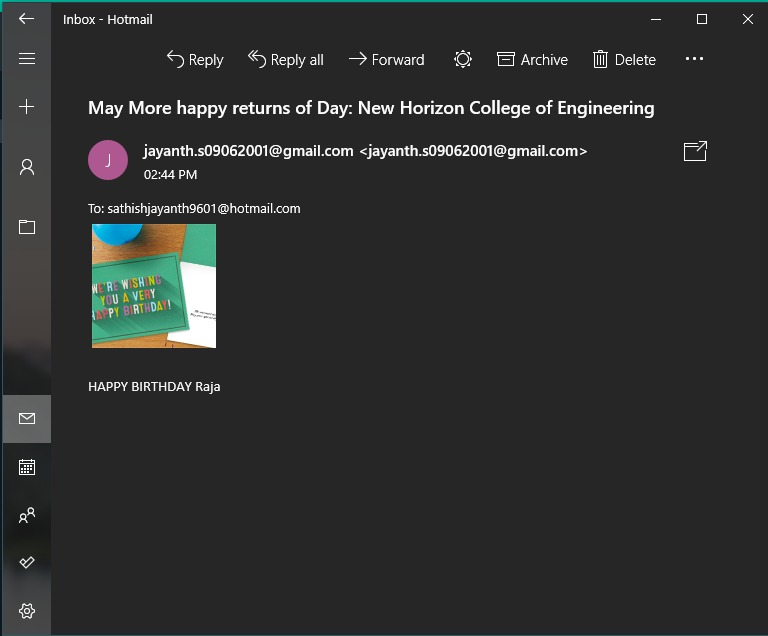 Inbox - Hotmail
Reply
Reply all
Forward
Archive
Delete
May More happy returns of Day: New Horizon College of Engineering
J
jayanth.s09062001@gmail.com <jayanth.s09062001@gmail.com>
02:44 PM
To: sathishjayanth9601@hotmail.com
WE'RE WISHING
YOU A VERY
HAPPY BIRTHDAY!
HAPPY BIRTHDAY Raja